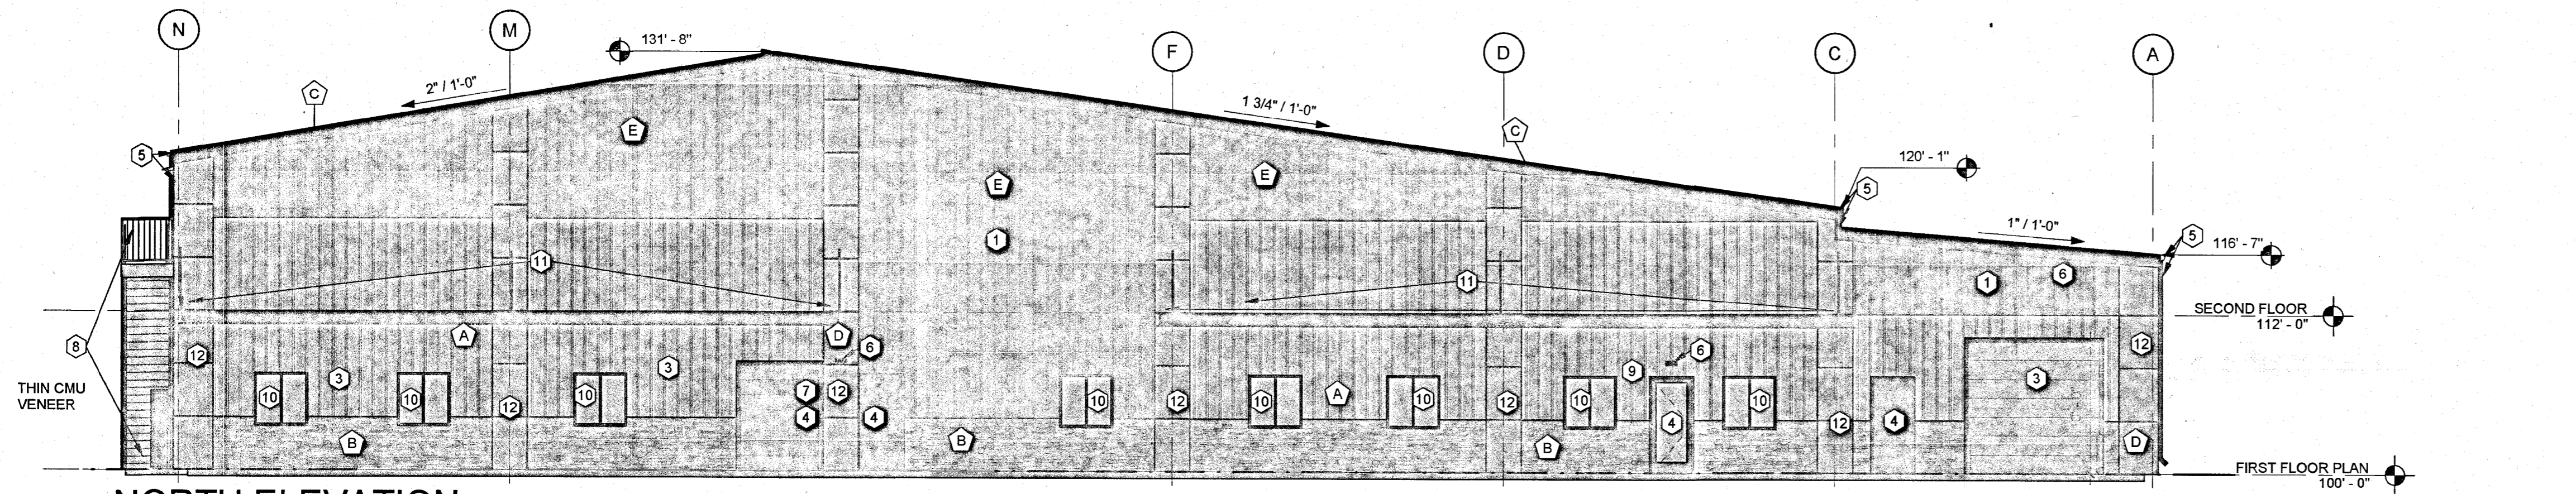 N
M
F
D
C
A
131' - 8"
2" / 1'-0"
C
E
1 3/4" / 1'-0"
C
5
120' - 1"
5
E
E
1
1" / 1'-0"
5
116' - 7"
11
11
1
6
SECOND FLOOR
112' - 0"
8
A
D
6
12
12
3
3
9
6
THIN CMU
VENEER
10
10
10
7
12
4
4
12
10
12
10
A
10
12
10
4
10
12
4
3
B
B
B
D
FIRST FLOOR PLAN
100' - 0"
NORTH ELEVATION